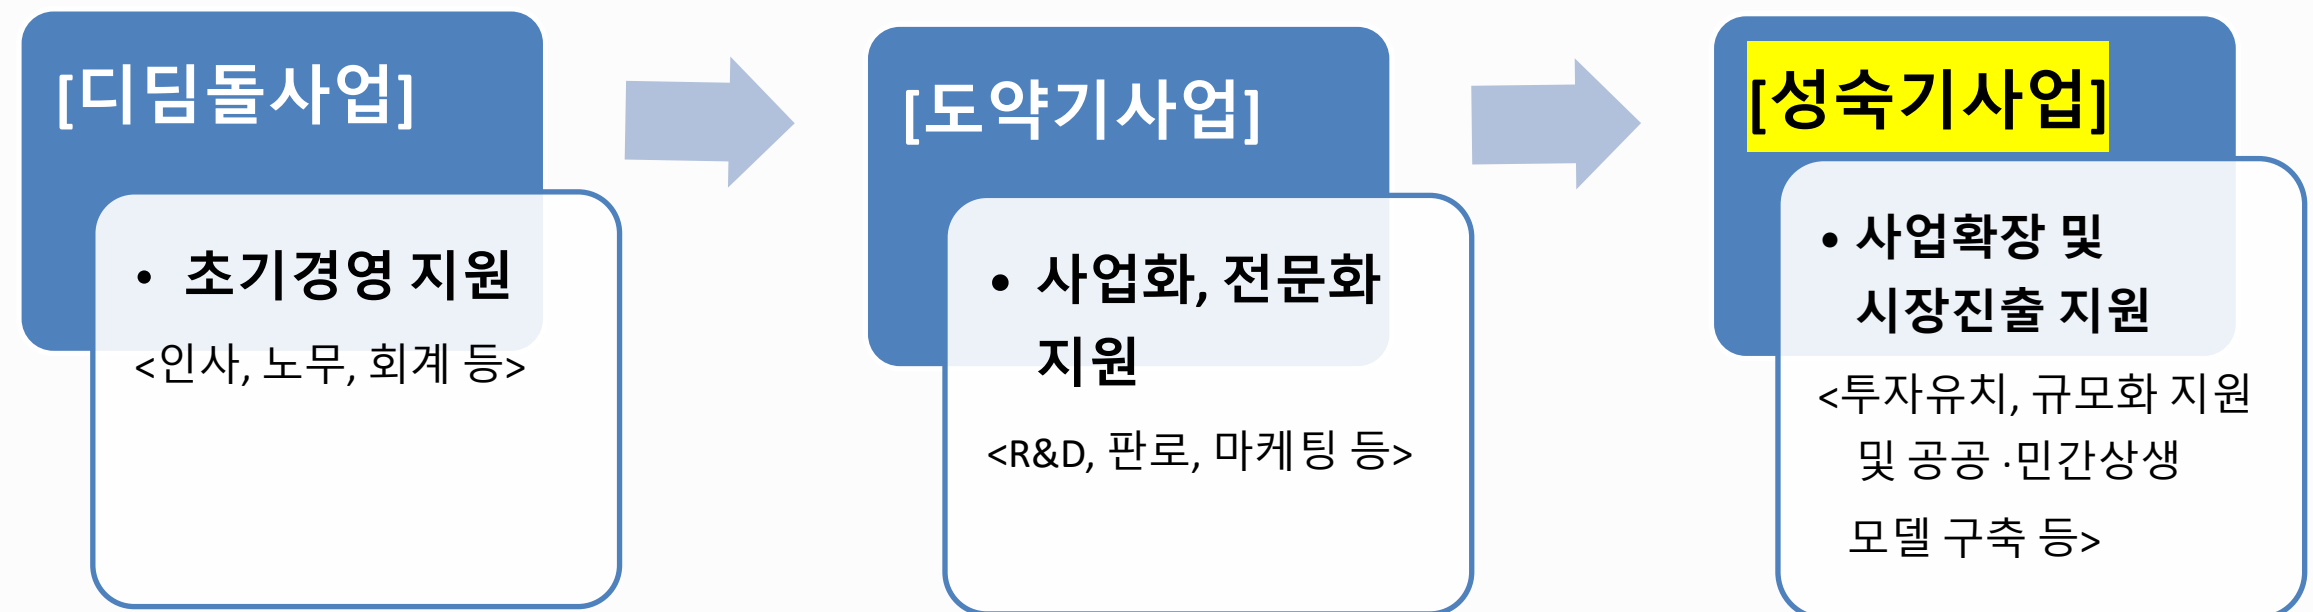 [디딤돌사업]
• 초기경영 지원
<인사, 노무, 회계 등>
[도약기사업]
• 사업화, 전문화
지원
<R&D, 판로, 마케팅 등>
[성숙기사업]
• 사업확장 및
시장진출 지원
<투자유치, 규모화 지원
및 공공 ·민간상생
모델 구축 등>